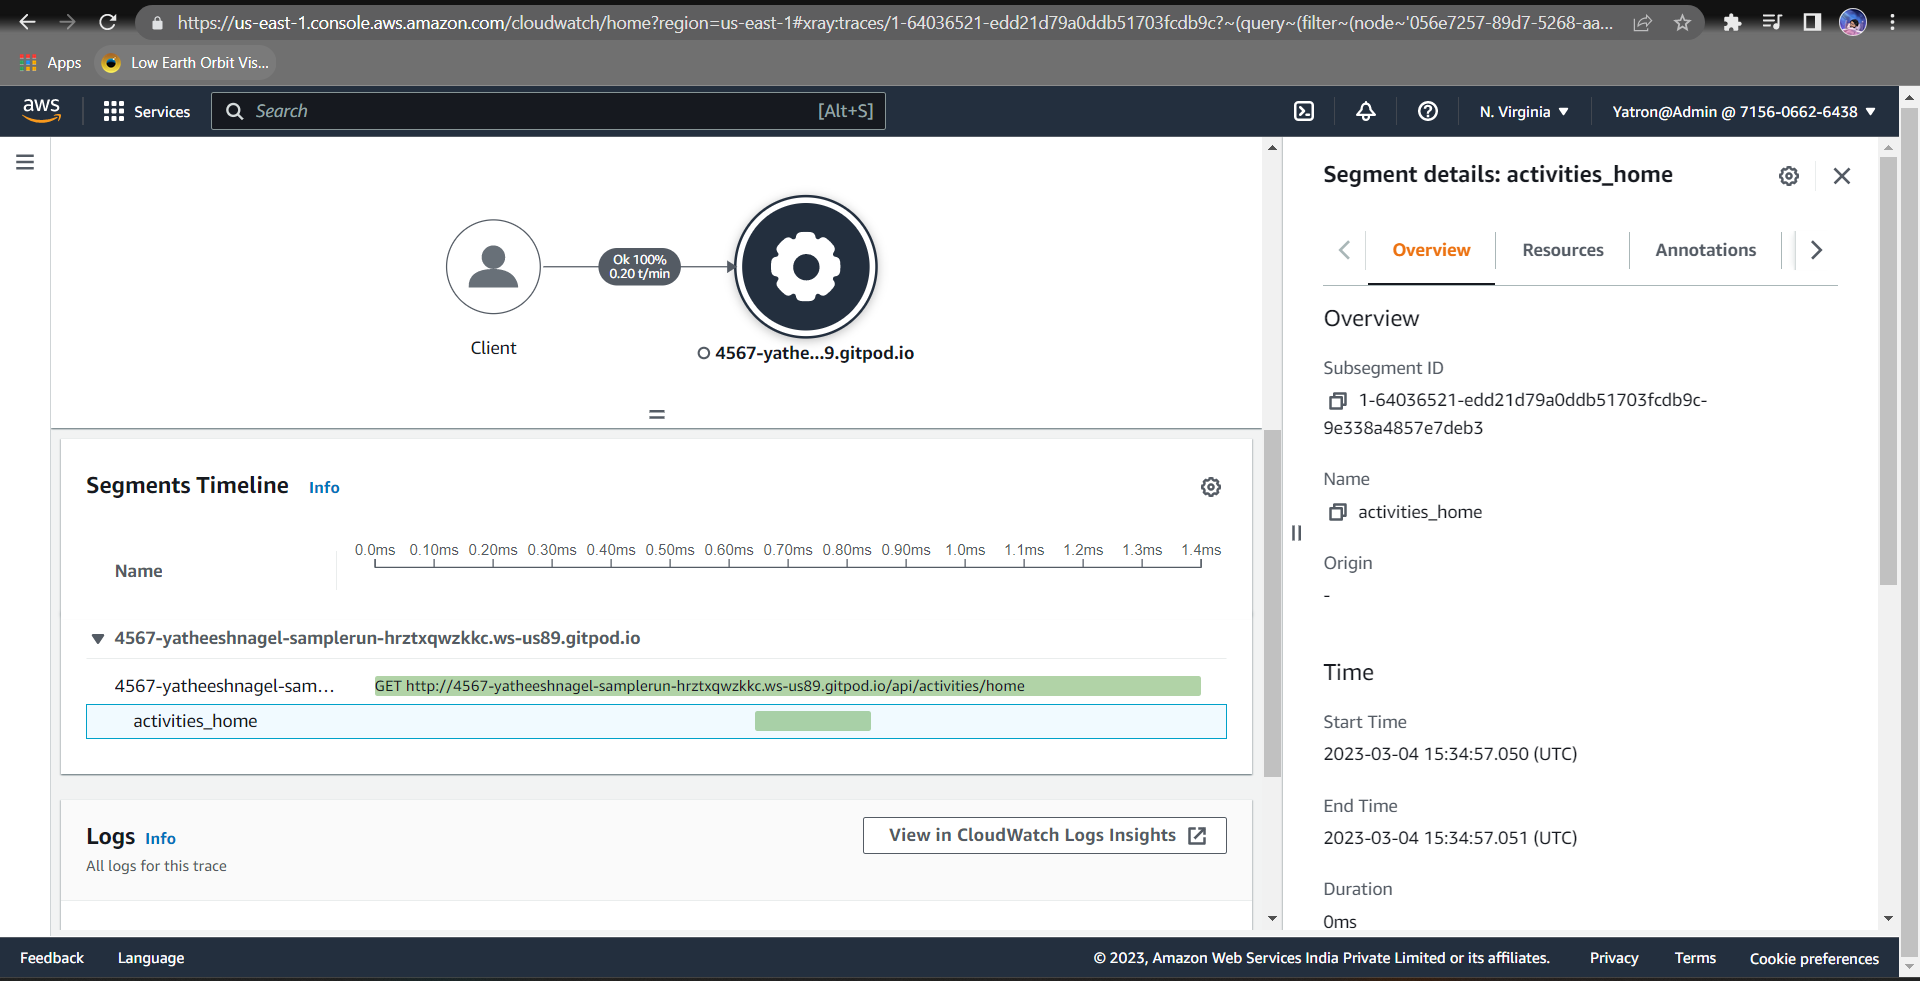 https://us-east-1.console.aws.amazon.com/cloudwatch/home?region=us-east-1#xray:traces/1-64036521-edd21d79a0ddb51703fcdb9c?~(query~(filter~(node~'056e7257-89d7-5268-aa...
Apps
Low Earth Orbit Vis...
aws
Services
Search
[Alt+S]
N. Virginia
Yatron@Admin @ 7156-0662-6438
Ok 100%
0.20 t/min
Client
4567-yathe...9.gitpod.io
Segments Timeline Info
Name
0.0ms 0.10ms 0.20ms 0.30ms 0.40ms 0.50ms 0.60ms 0.70ms 0.80ms 0.90ms 1.0ms 1.1ms 1.2ms 1.3ms 1.4ms
4567-yatheeshnagel-samplerun-hrztxqwzkkc.ws-us89.gitpod.io
4567-yatheeshnagel-sam...
GET http://4567-yatheeshnagel-samplerun-hrztxqwzkkc.ws-us89.gitpod.io/api/activities/home
activities_home
Logs Info
All logs for this trace
View in CloudWatch Logs Insights
Segment details: activities_home
Overview
Resources
Annotations
Overview
Subsegment ID
1-64036521-edd21d79a0ddb51703fcdb9c-
9e338a4857e7deb3
Name
activities_home
Origin
-
Time
Start Time
2023-03-04 15:34:57.050 (UTC)
End Time
2023-03-04 15:34:57.051 (UTC)
Duration
0ms
Feedback
Language
© 2023, Amazon Web Services India Private Limited or its affiliates.
Privacy
Terms
Cookie preferences